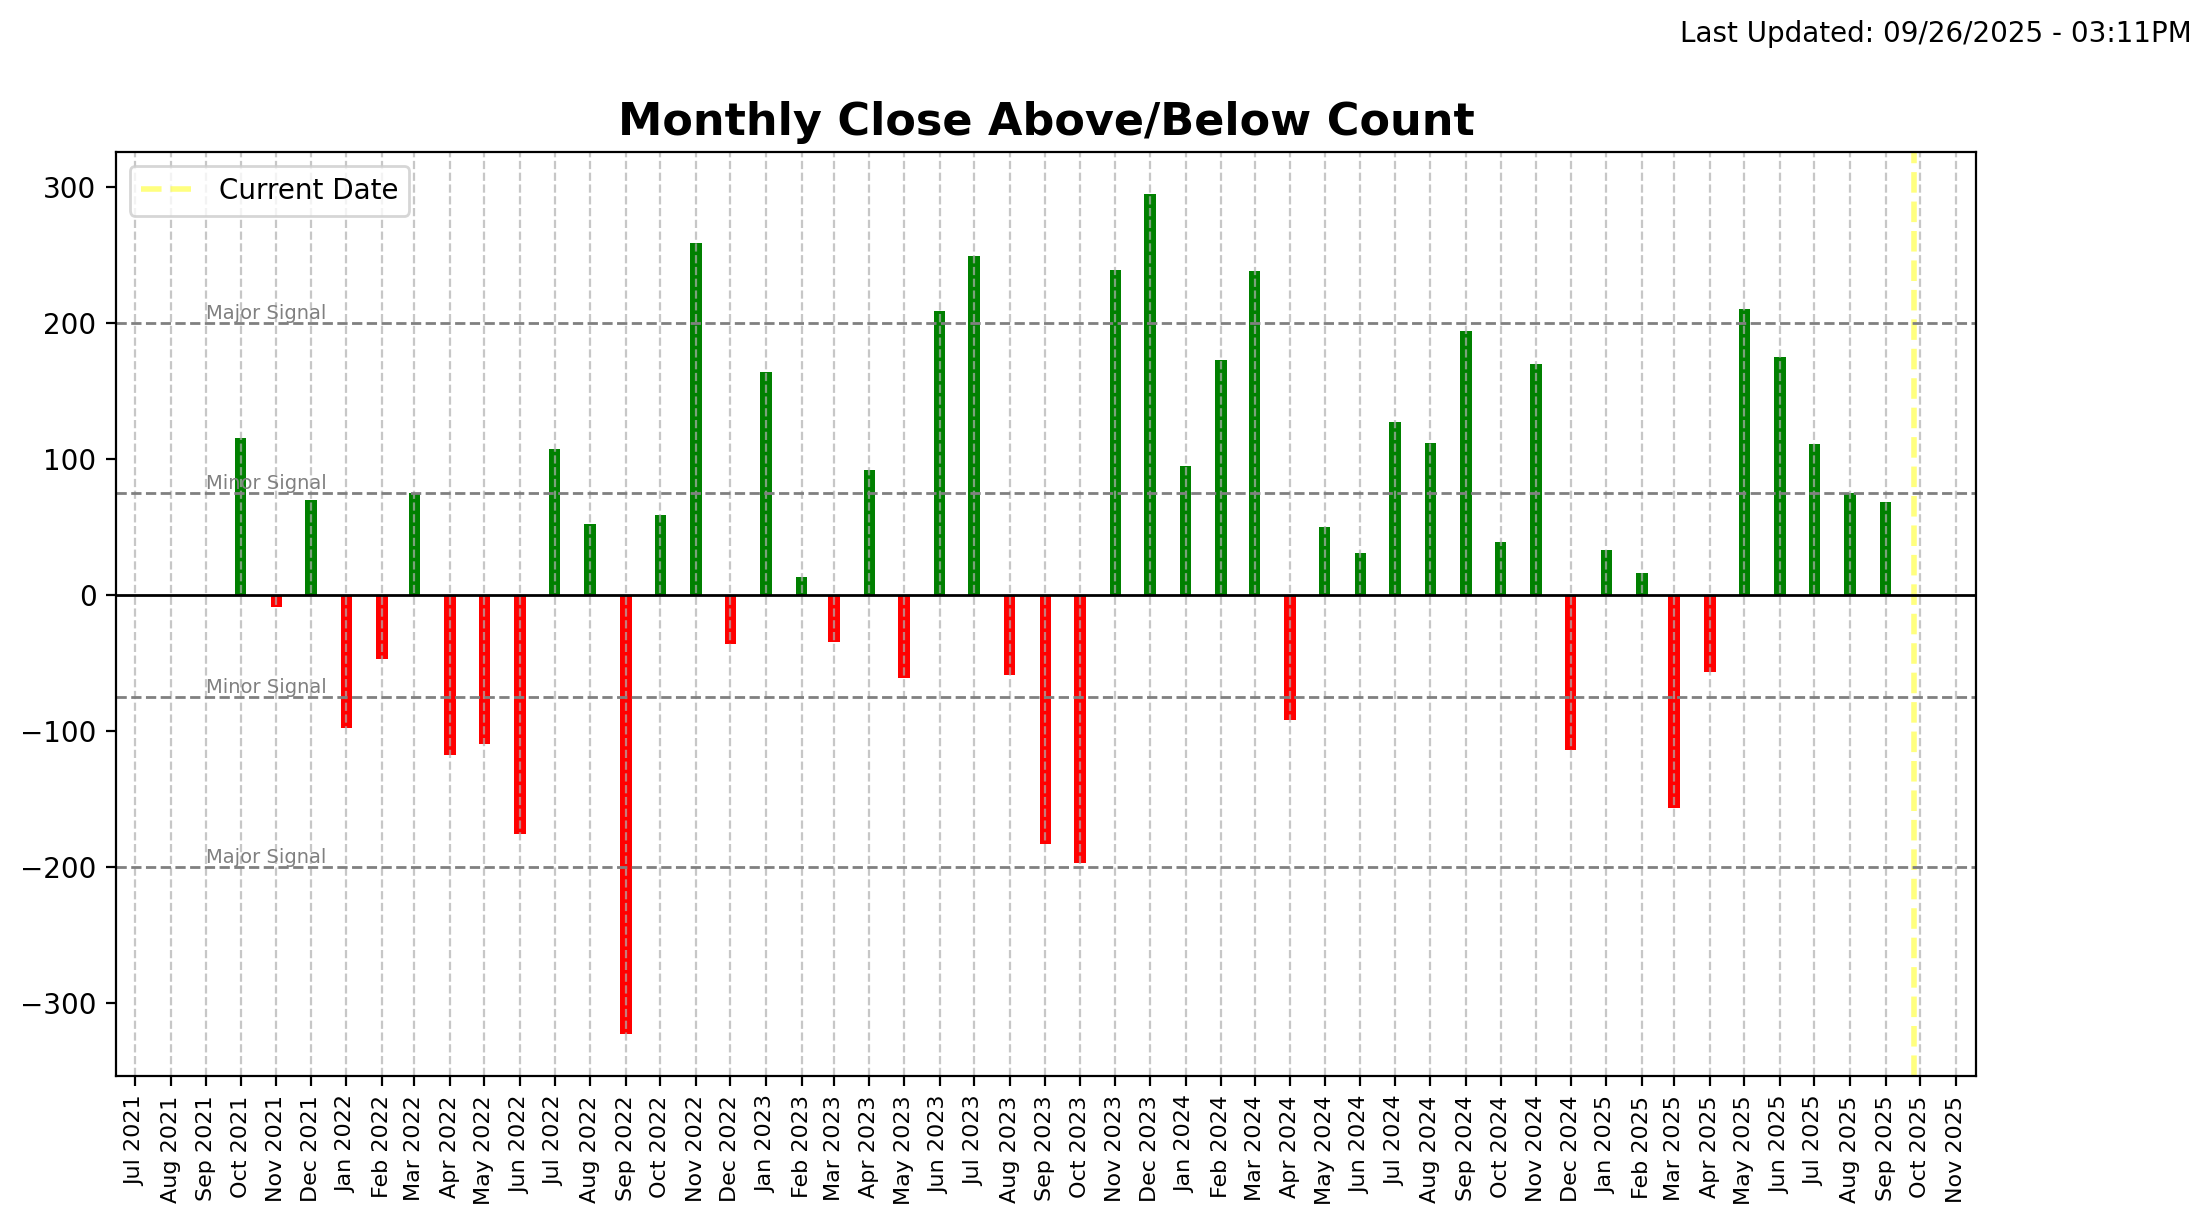 Last Updated: 09/26/2025 - 03:11PM
Monthly Close Above/Below Count
Current Date
300
200
100
0
−100
−200
−300
Major Signal
Minor Signal
Minor Signal
Major Signal
Jul 2021
Aug 2021
Sep 2021
Oct 2021
Nov 2021
Dec 2021
Jan 2022
Feb 2022
Mar 2022
Apr 2022
May 2022
Jun 2022
Jul 2022
Aug 2022
Sep 2022
Oct 2022
Nov 2022
Dec 2022
Jan 2023
Feb 2023
Mar 2023
Apr 2023
May 2023
Jun 2023
Jul 2023
Aug 2023
Sep 2023
Oct 2023
Nov 2023
Dec 2023
Jan 2024
Feb 2024
Mar 2024
Apr 2024
May 2024
Jun 2024
Jul 2024
Aug 2024
Sep 2024
Oct 2024
Nov 2024
Dec 2024
Jan 2025
Feb 2025
Mar 2025
Apr 2025
May 2025
Jun 2025
Jul 2025
Aug 2025
Sep 2025
Oct 2025
Nov 2025